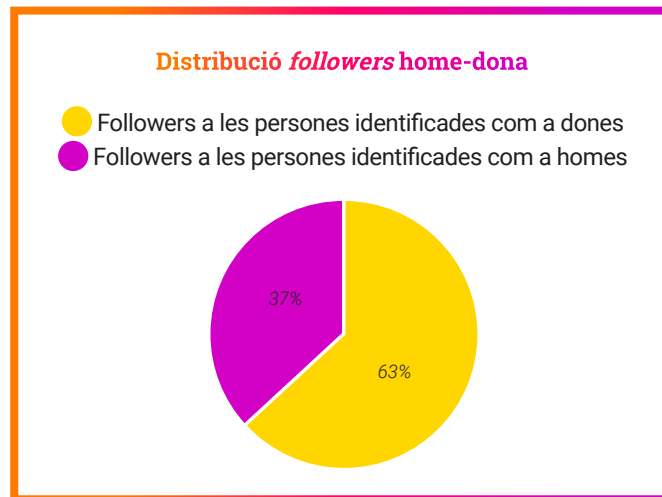 Distribució followers home-dona
Followers a les persones identificades com a dones
Followers a les persones identificades com a homes
37%
63%